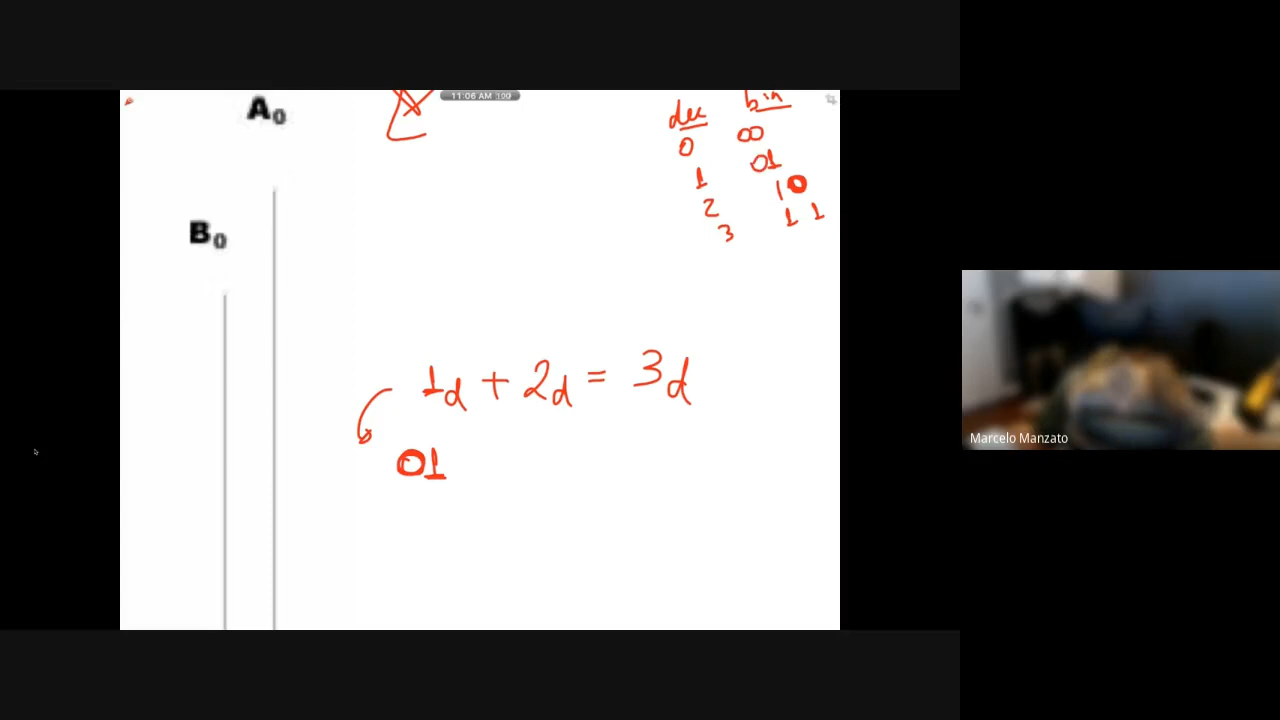 11:06 AM 100
A0
dec bin
0 00
1 01
2 10
3 11
B0
1d + 2d = 3d
01
Marcelo Manzato